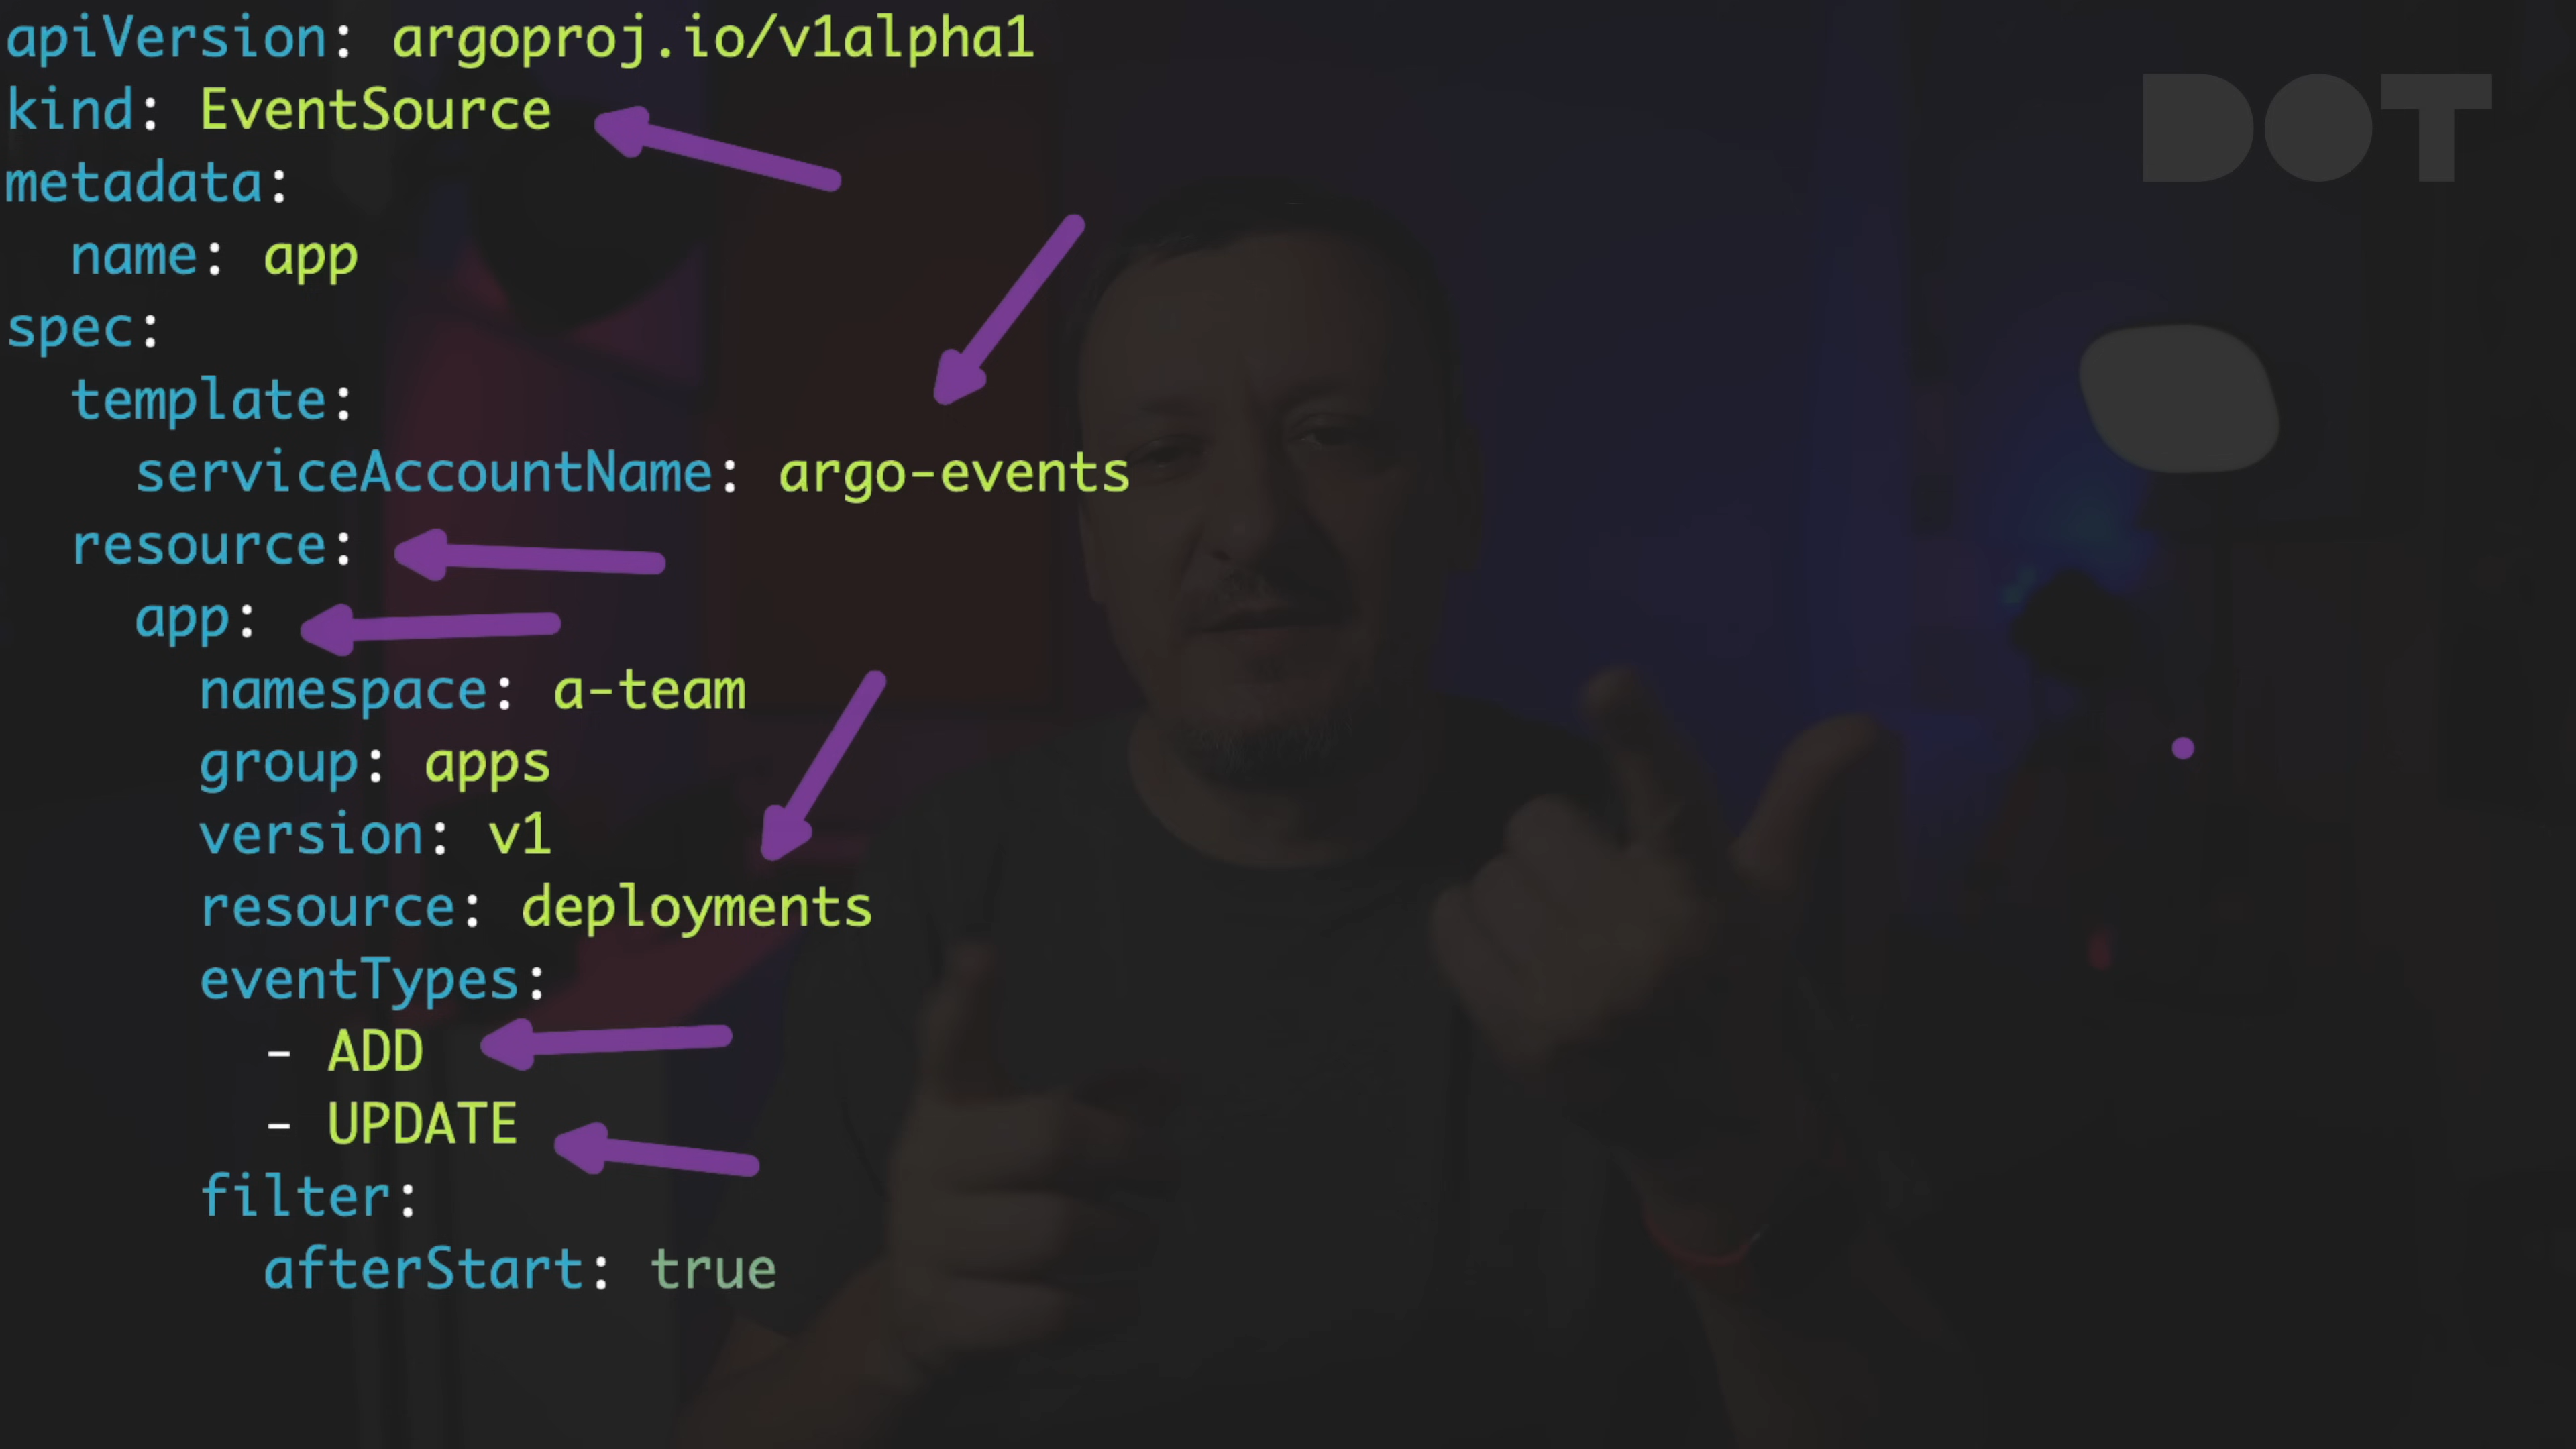 apiVersion: argoproj.io/v1alpha1
kind: EventSource
metadata:
  name: app
spec:
  template:
    serviceAccountName: argo-events
  resource:
    app:
      namespace: a-team
      group: apps
      version: v1
      resource: deployments
      eventTypes:
        - ADD
        - UPDATE
      filter:
        afterStart: true
DOT